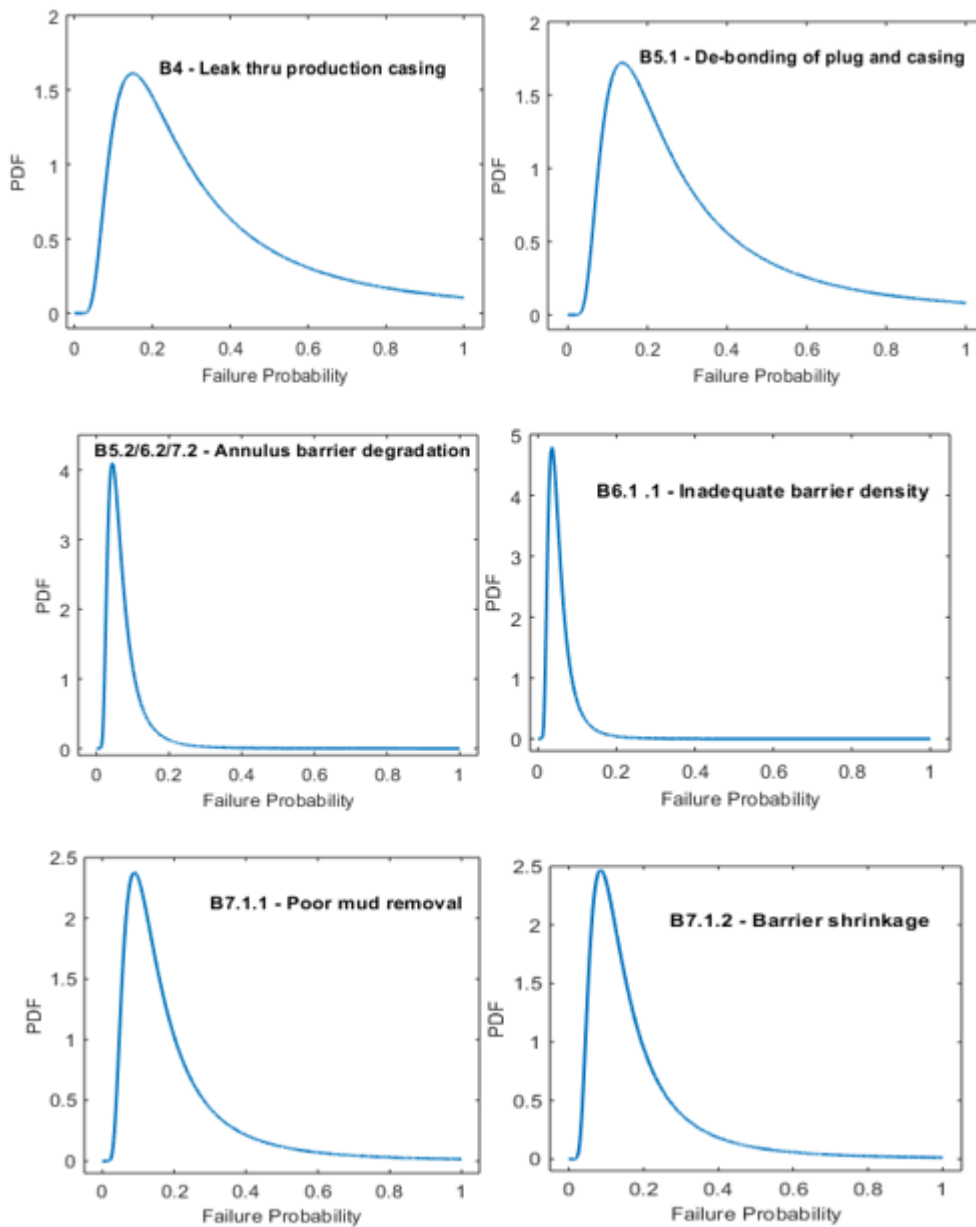 2
B4 - Leak thru production casing
1.5
PDF
1
0.5
0
0 0.2 0.4 0.6 0.8 1
Failure Probability
2
B5.1 - De-bonding of plug and casing
1.5
PDF
1
0.5
0
0 0.2 0.4 0.6 0.8 1
Failure Probability
B5.2/6.2/7.2 - Annulus barrier degradation
4
3
PDF
2
1
0
0 0.2 0.4 0.6 0.8 1
Failure Probability
5
B6.1 .1 - Inadequate barrier density
4
3
PDF
2
1
0
0 0.2 0.4 0.6 0.8 1
Failure Probability
2.5
B7.1.1 - Poor mud removal
2
1.5
PDF
1
0.5
0
0 0.2 0.4 0.6 0.8 1
Failure Probability
2.5
B7.1.2 - Barrier shrinkage
2
1.5
PDF
1
0.5
0
0 0.2 0.4 0.6 0.8 1
Failure Probability